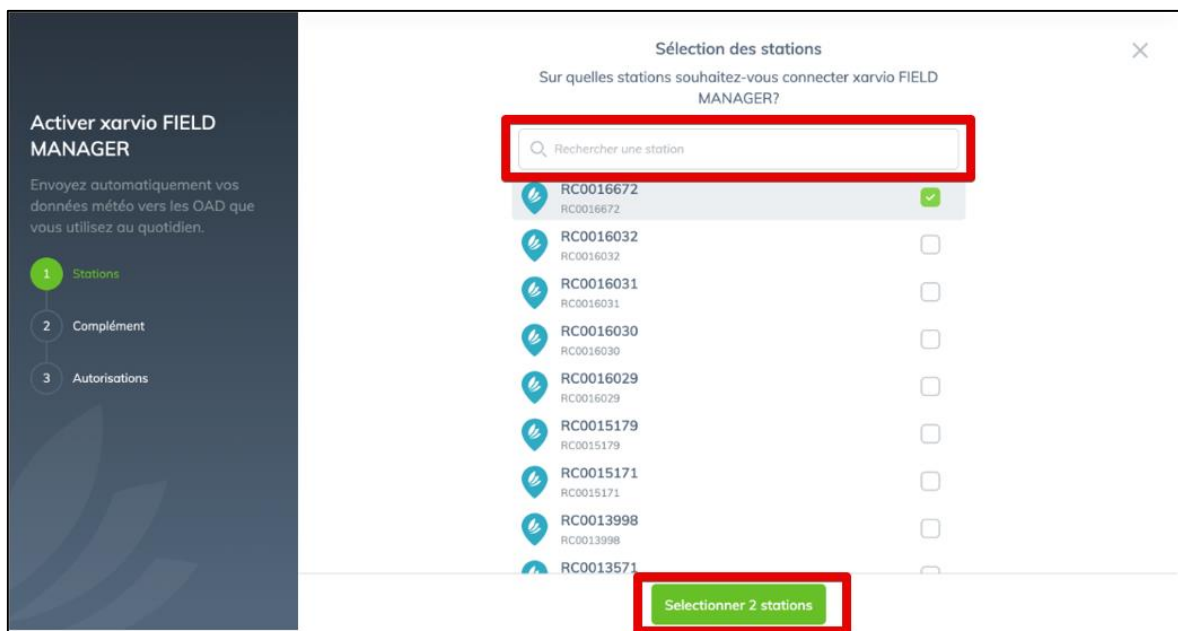 Activer xarvio FIELD
MANAGER
Envoyez automatiquement vos
données météo vers les OAD que
vous utilisez au quotidien.
1 Stations
2 Complément
3 Autorisations
Sélection des stations
Sur quelles stations souhaitez-vous connecter xarvio FIELD
MANAGER?
Rechercher une station
RC0016672
RC0016672
RC0016032
RC0016032
RC0016031
RC0016031
RC0016030
RC0016030
RC0016029
RC0016029
RC0015179
RC0015179
RC0015171
RC0015171
RC0013998
RC0013998
RC0013571
Selectionner 2 stations